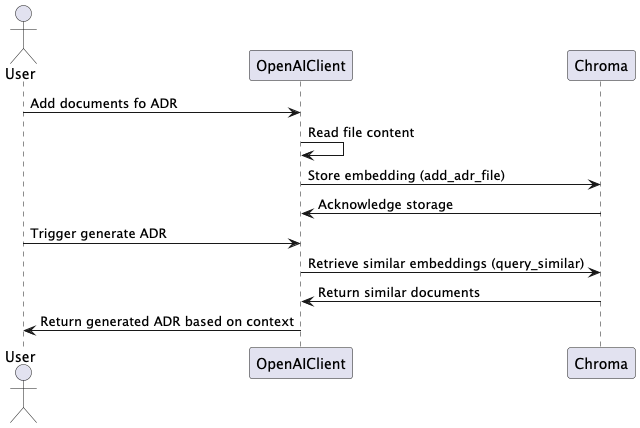 User
OpenAIClient
Chroma
Add documents fo ADR
Read file content
Store embedding (add_adr_file)
Acknowledge storage
Trigger generate ADR
Retrieve similar embeddings (query_similar)
Return similar documents
Return generated ADR based on context
User
OpenAIClient
Chroma